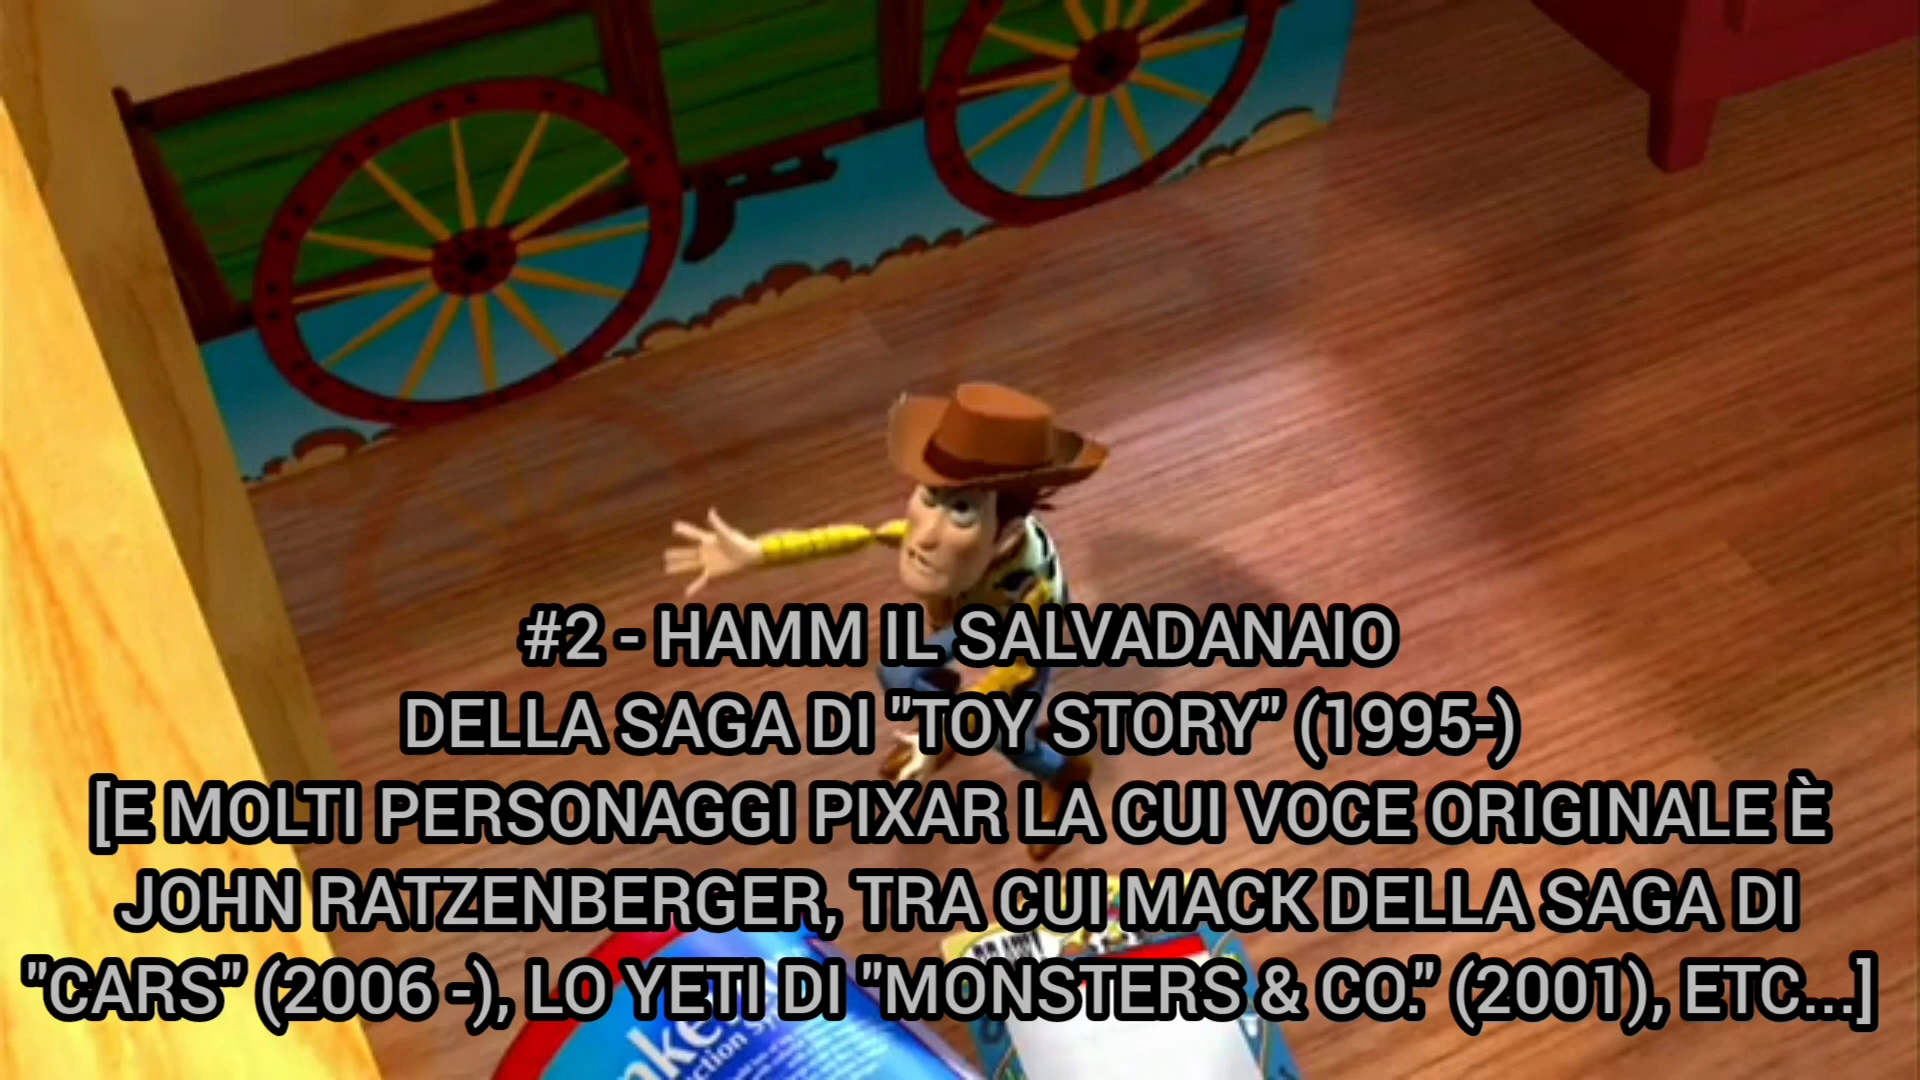 #2 - HAMM IL SALVADANAIO
DELLA SAGA DI "TOY STORY" (1995-)
[E MOLTI PERSONAGGI PIXAR LA CUI VOCE ORIGINALE È
JOHN RATZENBERGER, TRA CUI MACK DELLA SAGA DI
"CARS" (2006 -), LO YETI DI "MONSTERS & CO." (2001), ETC...]